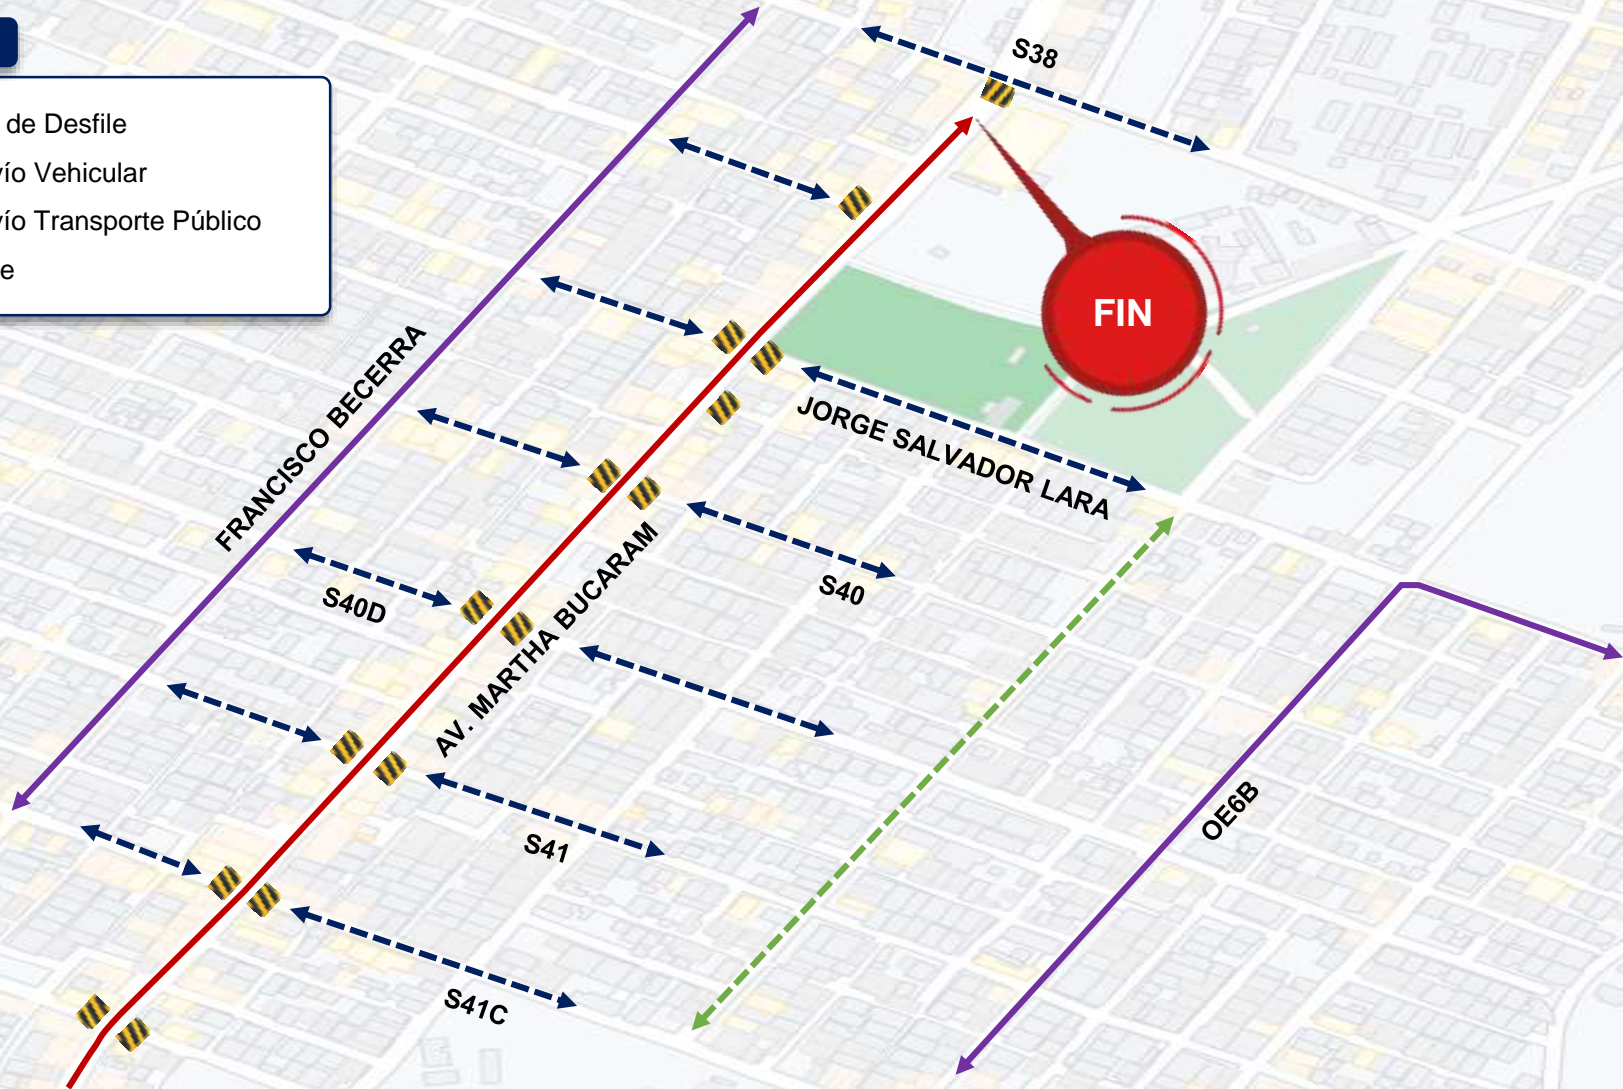 S38
de Desfile
ío Vehicular
ío Transporte Público
e
FIN
FRANCISCO BECERRA
JORGE SALVADOR LARA
AV. MARTHA BUCARAM
S40
S40D
OE6B
S41
S41C